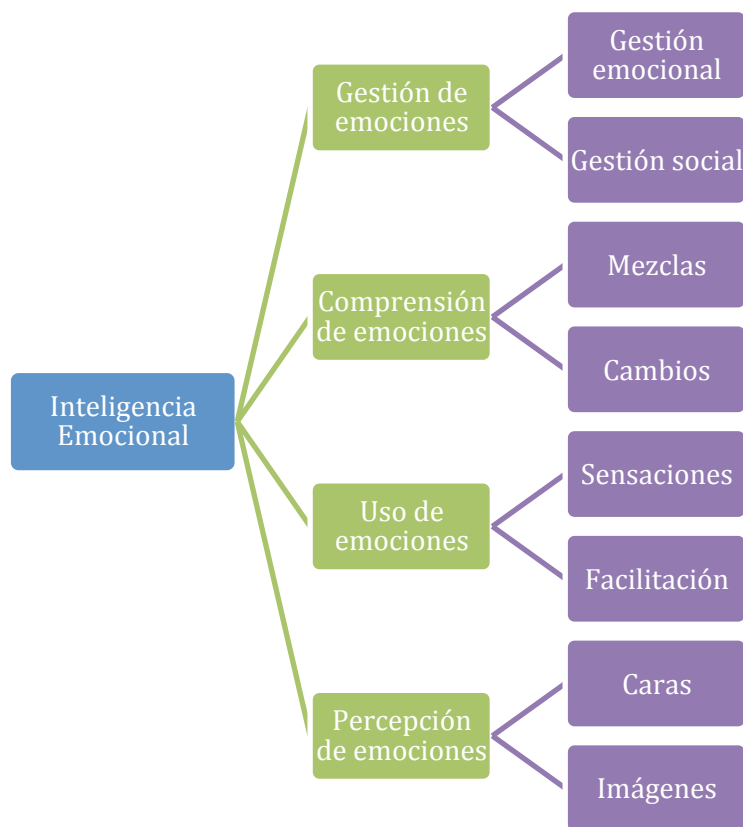 Inteligencia
Emocional
Gestión de
emociones
Gestión
emocional
Gestión social
Comprensión
de emociones
Mezclas
Cambios
Uso de
emociones
Sensaciones
Facilitación
Percepción
de emociones
Caras
Imágenes